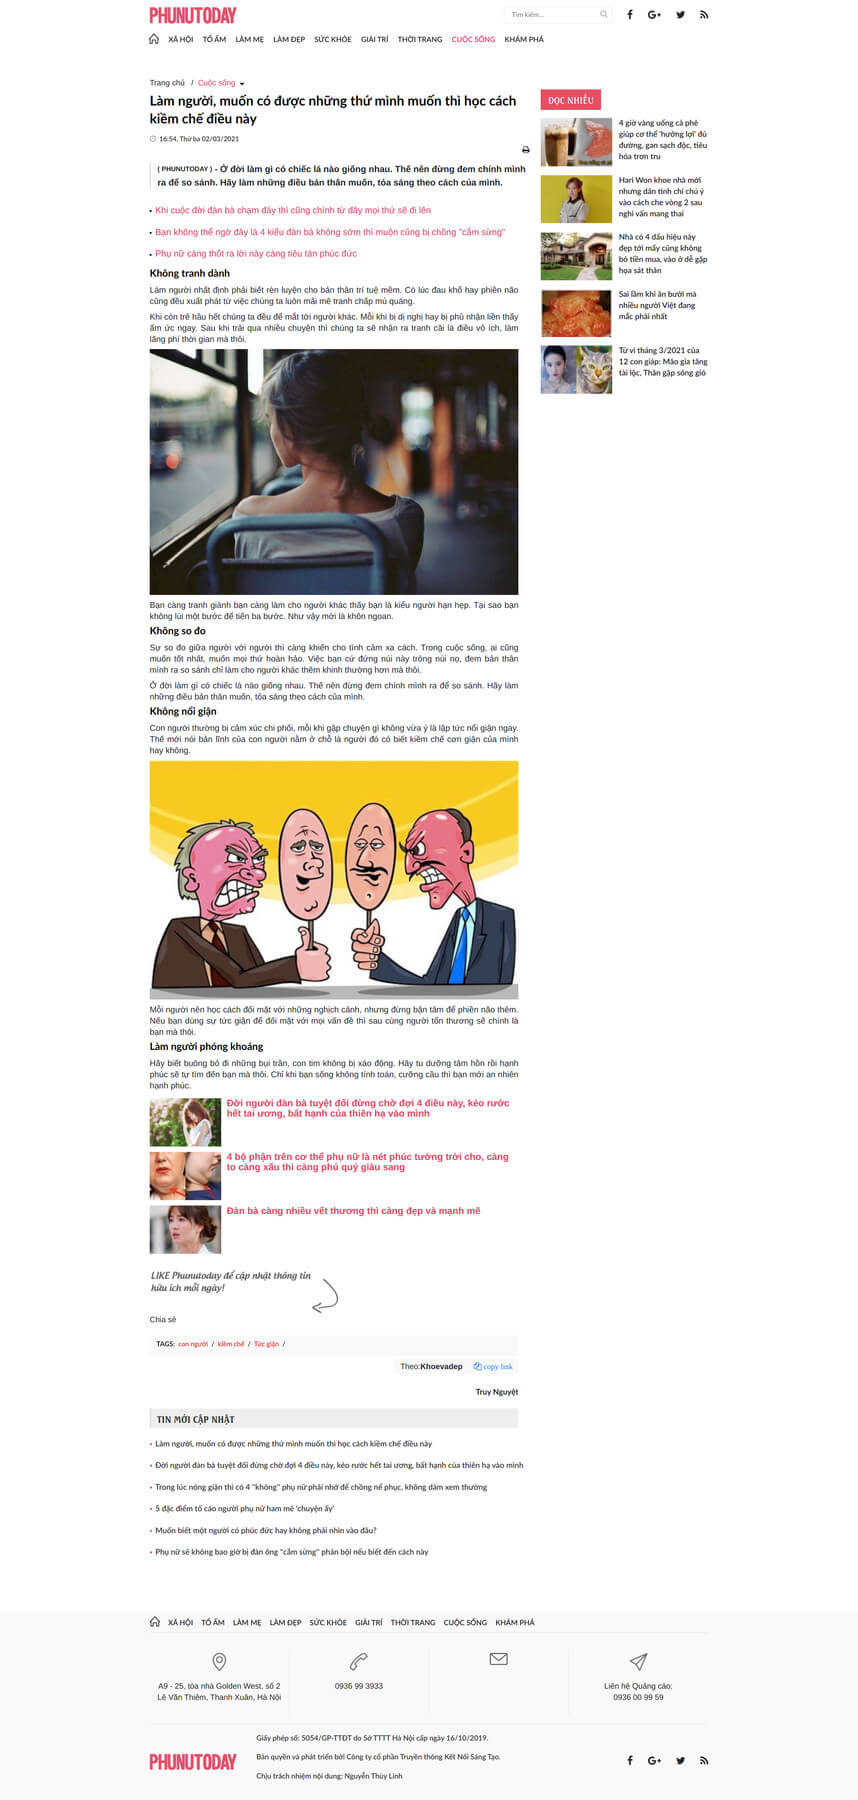 PHUNUTODAY
Tìm kiếm...
XÃ HỘI TỔ ẤM LÀM MẸ LÀM ĐẸP SỨC KHỎE GIẢI TRÍ THỜI TRANG CUỘC SỐNG KHÁM PHÁ
Trang chủ / Cuộc sống
Làm người, muốn có được những thứ mình muốn thì học cách
kiềm chế điều này
16:54, Thứ ba 02/03/2021
( PHUNUTODAY ) - Ở đời làm gì có chiếc lá nào giống nhau. Thế nên đừng đem chính mình
ra để so sánh. Hãy làm những điều bản thân muốn, tỏa sáng theo cách của mình.
Khi cuộc đời đàn bà chạm đáy thì cũng chính từ đây mọi thứ sẽ đi lên
Bạn không thể ngờ đây là 4 kiểu đàn bà không sớm thì muộn cũng bị chồng "cắm sừng"
Phụ nữ càng thốt ra lời này càng tiêu tán phúc đức
Không tranh dành
Làm người nhất định phải biết rèn luyện cho bản thân trí tuệ mềm. Có lúc đau khổ hay phiền não
cũng đều xuất phát từ việc chúng ta luôn mải mê tranh chấp mù quáng.
Khi còn trẻ hầu hết chúng ta đều để mắt tới người khác. Mỗi khi bị dị nghị hay bị phủ nhận liền thấy
ấm ức ngay. Sau khi trải qua nhiều chuyện thì chúng ta sẽ nhận ra tranh cãi là điều vô ích, làm
lãng phí thời gian mà thôi.
Bạn càng tranh giành bạn càng làm cho người khác thấy bạn là kiểu người hạn hẹp. Tại sao bạn
không lùi một bước để tiến ba bước. Như vậy mới là khôn ngoan.
Không so đo
Sự so đo giữa người với người thì càng khiến cho tình cảm xa cách. Trong cuộc sống, ai cũng
muốn tốt nhất, muốn mọi thứ hoàn hảo. Việc bạn cứ đứng núi này trông núi nọ, đem bản thân
mình ra so sánh chỉ làm cho người khác thêm khinh thường hơn mà thôi.
Ở đời làm gì có chiếc lá nào giống nhau. Thế nên đừng đem chính mình ra để so sánh. Hãy làm
những điều bản thân muốn, tỏa sáng theo cách của mình.
Không nổi giận
Con người thường bị cảm xúc chi phối, mỗi khi gặp chuyện gì không vừa ý là lập tức nổi giận ngay.
Thế mới nói bản lĩnh của con người nằm ở chỗ là người đó có biết kiềm chế cơn giận của mình
hay không.
Mỗi người nên học cách đối mặt với những nghịch cảnh, nhưng đừng bận tâm để phiền não thêm.
Nếu bạn dùng sự tức giận để đối mặt với mọi vấn đề thì sau cùng người tổn thương sẽ chính là
bạn mà thôi.
Làm người phóng khoáng
Hãy biết buông bỏ đi những bụi trần, con tim không bị xáo động. Hãy tu dưỡng tâm hồn rồi hạnh
phúc sẽ tự tìm đến bạn mà thôi. Chỉ khi bạn sống không tính toán, cưỡng cầu thì bạn mới an nhiên
hạnh phúc.
Đời người đàn bà tuyệt đối đừng chờ đợi 4 điều này, kẻo rước
hết tai ương, bất hạnh của thiên hạ vào mình
4 bộ phận trên cơ thể phụ nữ là nét phúc tướng trời cho, càng
to càng xấu thì càng phú quý giàu sang
Đàn bà càng nhiều vết thương thì càng đẹp và mạnh mẽ
LIKE Phunutoday để cập nhật thông tin
hữu ích mỗi ngày!
Chia sẻ
TAGS: con người / kiềm chế / Tức giận /
Theo:Khoevadep copy link
Truy Nguyệt
TIN MỚI CẬP NHẬT
Làm người, muốn có được những thứ mình muốn thì học cách kiềm chế điều này
Đời người đàn bà tuyệt đối đừng chờ đợi 4 điều này, kẻo rước hết tai ương, bất hạnh của thiên hạ vào mình
Trong lúc nóng giận thì có 4 "không" phụ nữ phải nhớ để chồng nể phục, không dám xem thường
5 đặc điểm tố cáo người phụ nữ ham mê 'chuyện ấy'
Muốn biết một người có phúc đức hay không phải nhìn vào đâu?
Phụ nữ sẽ không bao giờ bị đàn ông "cắm sừng" phản bội nếu biết đến cách này
ĐỌC NHIỀU
4 giờ vàng uống cà phê
giúp cơ thể 'hưởng lợi' đủ
đường, gan sạch độc, tiêu
hóa trơn tru
Hari Won khoe nhà mới
nhưng dân tình chỉ chú ý
vào cách che vòng 2 sau
nghi vấn mang thai
Nhà có 4 dấu hiệu này
đẹp tới mấy cũng không
bỏ tiền mua, vào ở dễ gặp
họa sát thân
Sai lầm khi ăn bưởi mà
nhiều người Việt đang
mắc phải nhất
Tử vi tháng 3/2021 của
12 con giáp: Mão gia tăng
tài lộc, Thân gặp sóng gió
XÃ HỘI TỔ ẤM LÀM MẸ LÀM ĐẸP SỨC KHỎE GIẢI TRÍ THỜI TRANG CUỘC SỐNG KHÁM PHÁ
A9 - 25, tòa nhà Golden West, số 2
Lê Văn Thiêm, Thanh Xuân, Hà Nội
0936 99 3933
Liên hệ Quảng cáo:
0936 00 99 59
PHUNUTODAY
Giấy phép số: 5054/GP-TTĐT do Sở TTTT Hà Nội cấp ngày 16/10/2019.
Bản quyền và phát triển bởi Công ty cổ phần Truyền thông Kết Nối Sáng Tạo.
Chịu trách nhiệm nội dung: Nguyễn Thùy Linh